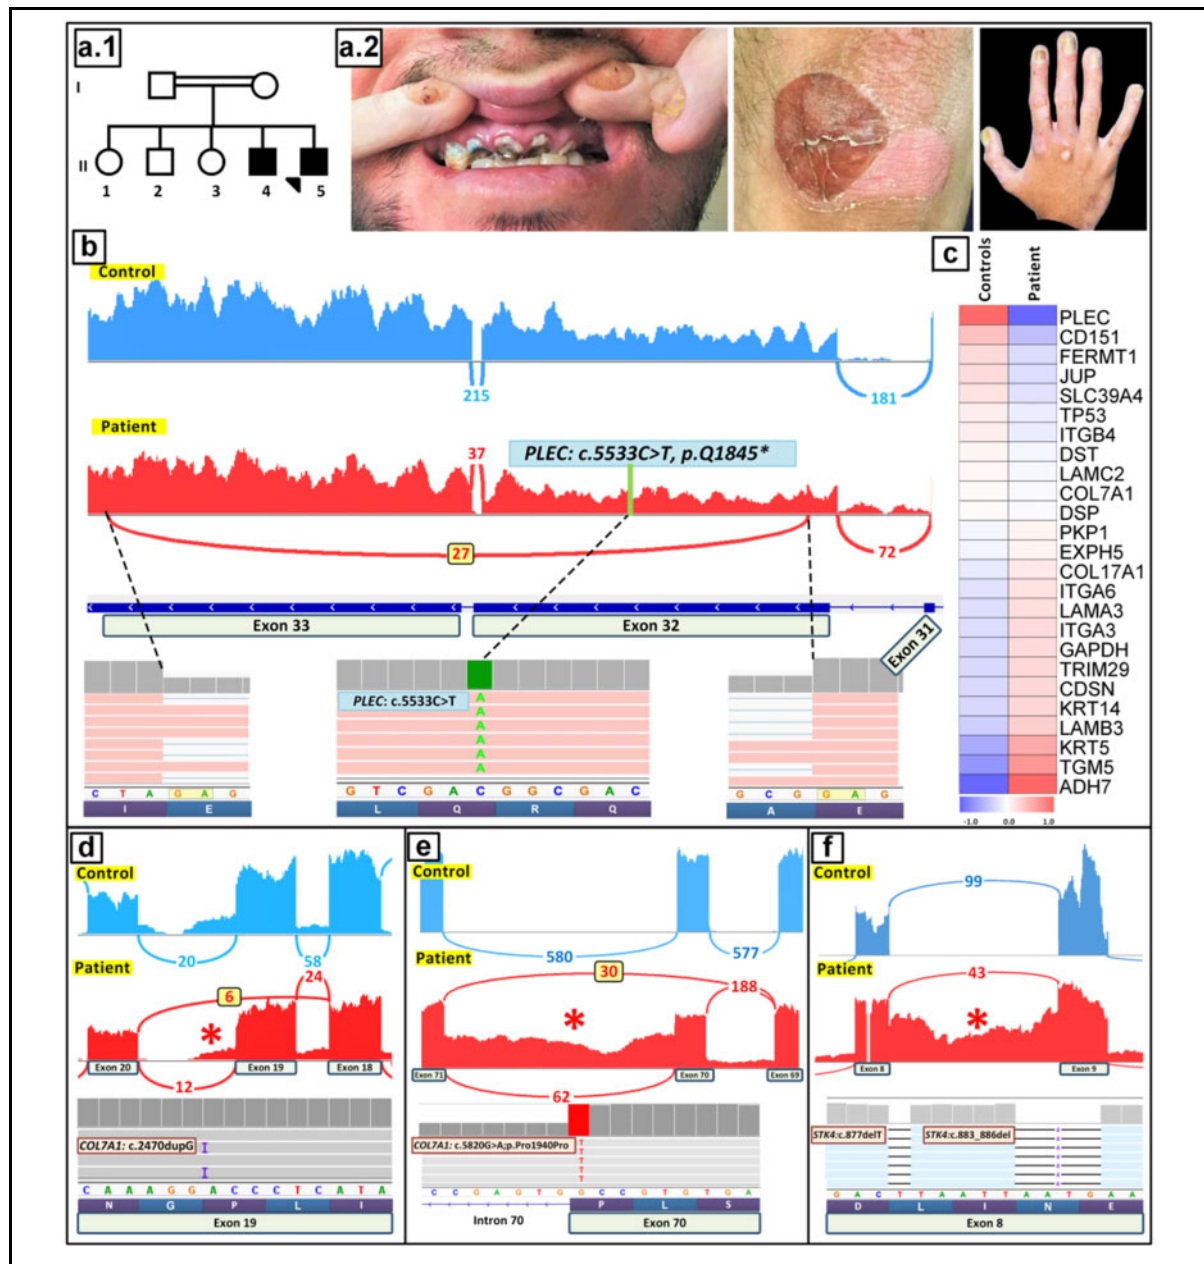 a.1
a.2
I
II
1 2 3 4 5
b
Control
215
181
Patient
37
PLEC: c.5533C>T, p.Q1845*
27
72
Exon 33
Exon 32
Exon 31
PLEC: c.5533C>T
A
A
A
A
A
A
C T A G A G
I E
G T C G A C G G C G A C
L Q R Q
G C G G A G
A E
c
Controls
Patient
PLEC
CD151
FERMT1
JUP
SLC39A4
TP53
ITGB4
DST
LAMC2
COL7A1
DSP
PKP1
EXPH5
COL17A1
ITGA6
LAMA3
ITGA3
GAPDH
TRIM29
CDSN
KRT14
LAMB3
KRT5
TGM5
ADH7
-1.0 0.0 1.0
d
Control
20
58
Patient
24
6
*
Exon 20
Exon 19
Exon 18
12
COL7A1: c.2470dupG
I
I
C A A A G G A C C C T C A T A
N G P L I
Exon 19
e
Control
580
577
Patient
30
188
*
Exon 71
Exon 70
Exon 69
62
COL7A1: c.5820G>A;p.Pro1940Pro
T
T
T
T
T
C C G A G T G G C C G T G T G A
P L S
Intron 70
Exon 70
f
Control
99
Patient
43
*
Exon 8
Exon 9
STK4:c.877delT
STK4:c.883_886del
G A C T T A A T T A A T G A A
D L I N E
Exon 8